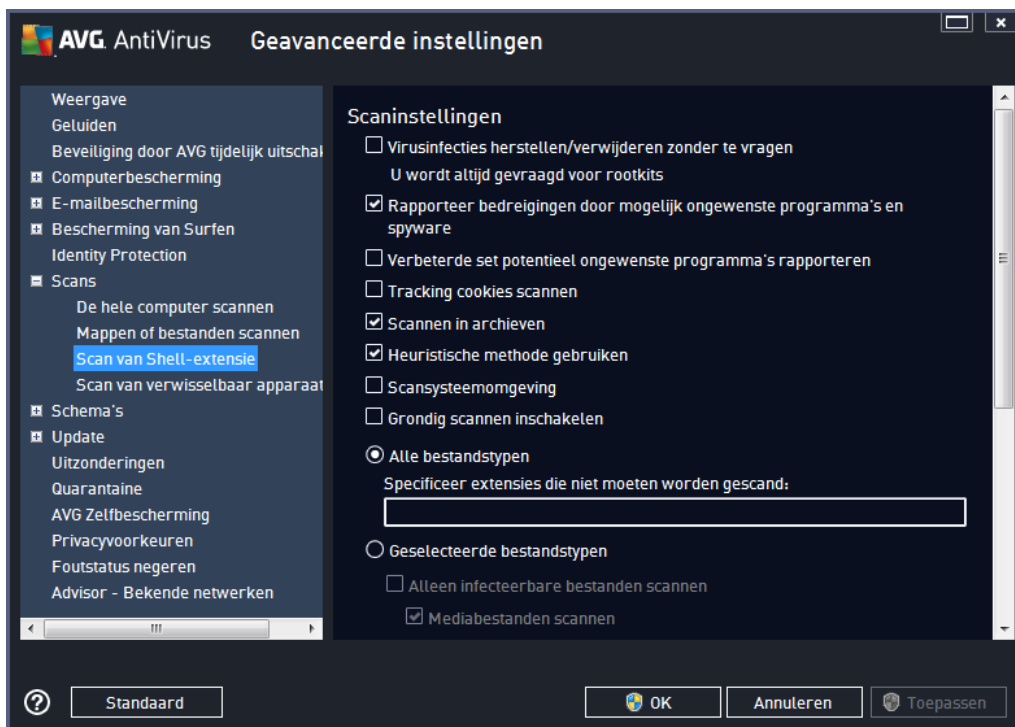 AVG. AntiVirus Geavanceerde instellingen
Weergave
Geluiden
Beveiliging door AVG tijdelijk uitschak
Computerbescherming
E-mailbescherming
Bescherming van Surfen
Identity Protection
Scans
De hele computer scannen
Mappen of bestanden scannen
Scan van Shell-extensie
Scan van verwisselbaar apparaat
Schema's
Update
Uitzonderingen
Quarantaine
AVG Zelfbescherming
Privacyvoorkeuren
Foutstatus negeren
Advisor - Bekende netwerken
Scaninstellingen
Virusinfecties herstellen/verwijderen zonder te vragen
U wordt altijd gevraagd voor rootkits
Rapporteer bedreigingen door mogelijk ongewenste programma's en
spyware
Verbeterde set potentieel ongewenste programma's rapporteren
Tracking cookies scannen
Scannen in archieven
Heuristische methode gebruiken
Scansysteemomgeving
Grondig scannen inschakelen
Alle bestandstypen
Specificeer extensies die niet moeten worden gescand:
Geselecteerde bestandstypen
Alleen infecteerbare bestanden scannen
Mediabestanden scannen
Standaard
OK
Annuleren
Toepassen